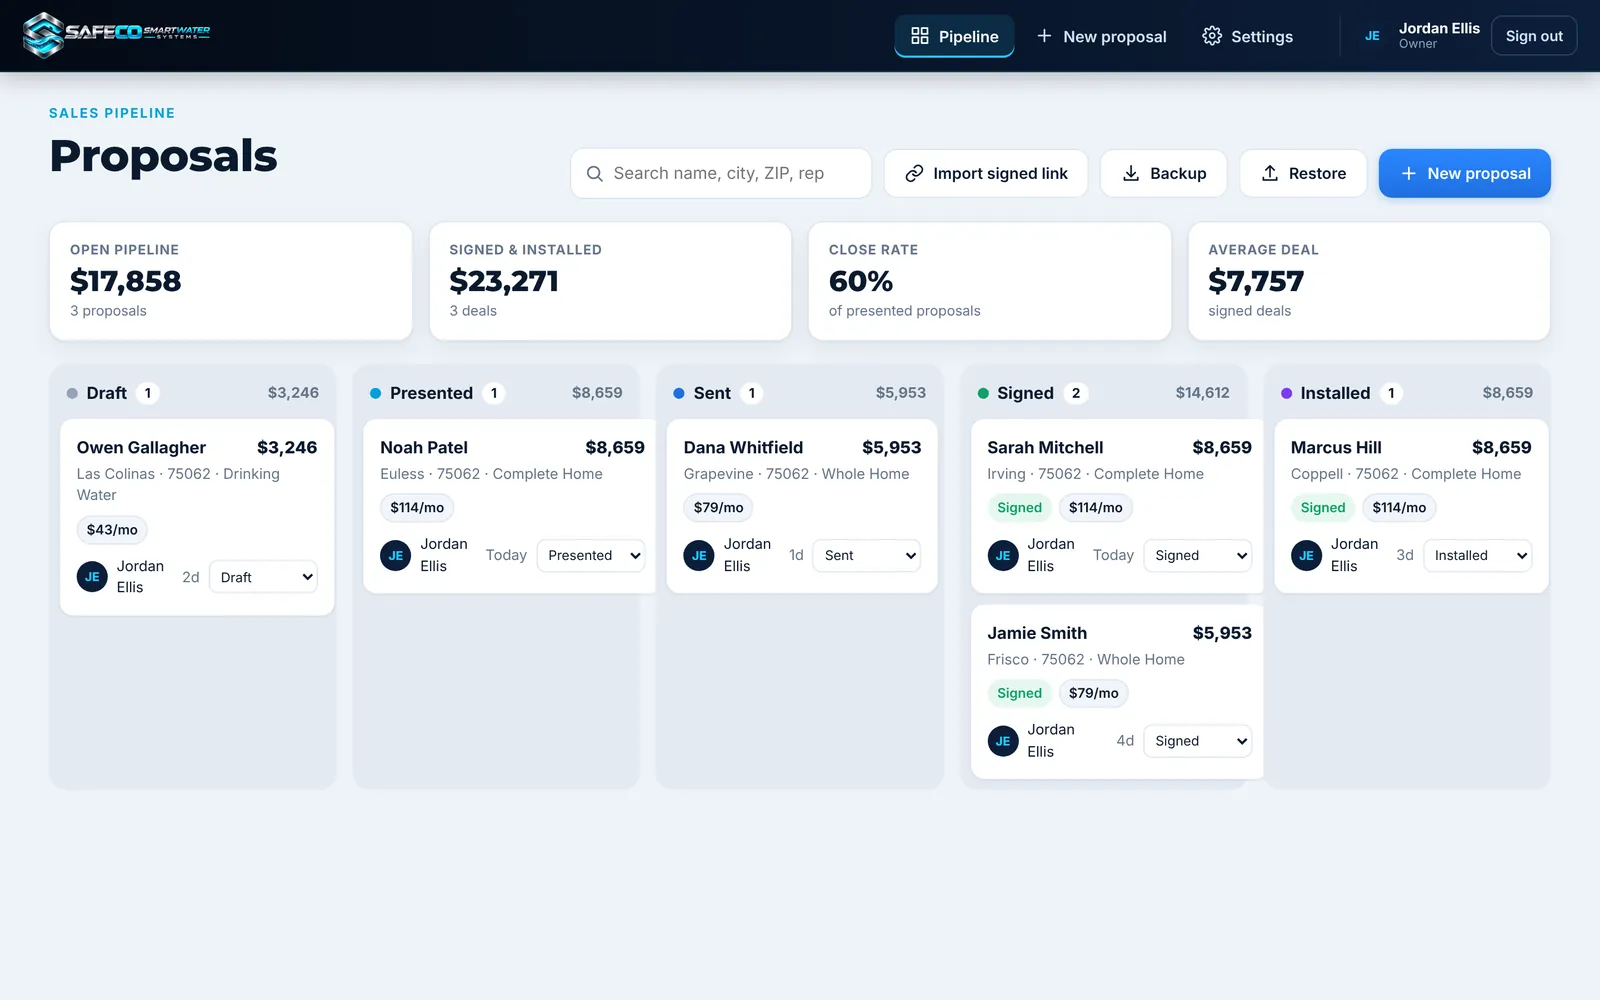 SAFECO SMARTWATER
SYSTEMS
Pipeline
New proposal
Settings
JE
Jordan Ellis
Owner
Sign out
SALES PIPELINE
Proposals
Search name, city, ZIP, rep
Import signed link
Backup
Restore
New proposal
OPEN PIPELINE
$17,858
3 proposals
SIGNED & INSTALLED
$23,271
3 deals
CLOSE RATE
60%
of presented proposals
AVERAGE DEAL
$7,757
signed deals
Draft 1 $3,246
Owen Gallagher $3,246
Las Colinas · 75062 · Drinking
Water
$43/mo
JE Jordan
Ellis
2d Draft
Presented 1 $8,659
Noah Patel $8,659
Euless · 75062 · Complete Home
$114/mo
JE Jordan
Ellis
Today Presented
Sent 1 $5,953
Dana Whitfield $5,953
Grapevine · 75062 · Whole Home
$79/mo
JE Jordan
Ellis
1d Sent
Signed 2 $14,612
Sarah Mitchell $8,659
Irving · 75062 · Complete Home
Signed $114/mo
JE Jordan
Ellis
Today Signed
Jamie Smith $5,953
Frisco · 75062 · Whole Home
Signed $79/mo
JE Jordan
Ellis
4d Signed
Installed 1 $8,659
Marcus Hill $8,659
Coppell · 75062 · Complete Home
Signed $114/mo
JE Jordan
Ellis
3d Installed